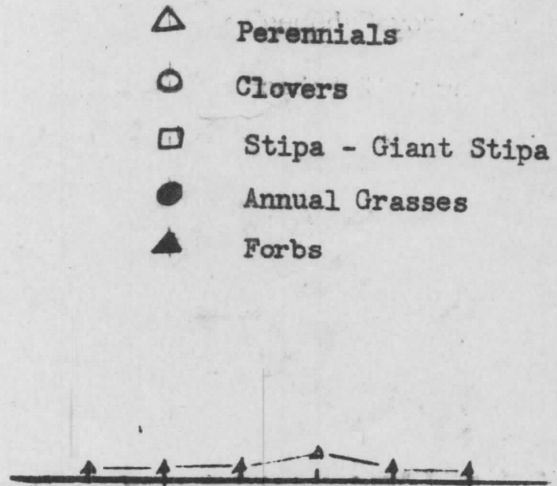 Perennials
Clovers
Stipa - Giant Stipa
Annual Grasses
Forbs